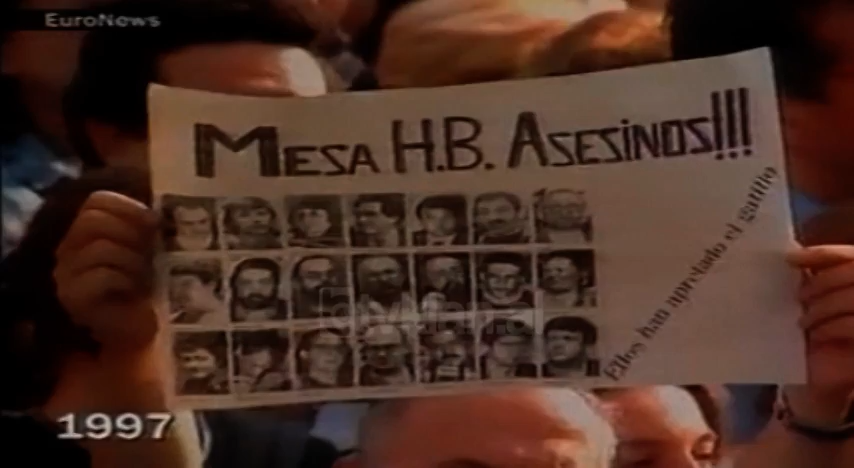 EuroNews
MESA H.B. ASESINOS!!!
Ellos han apretado el gatillo
1997